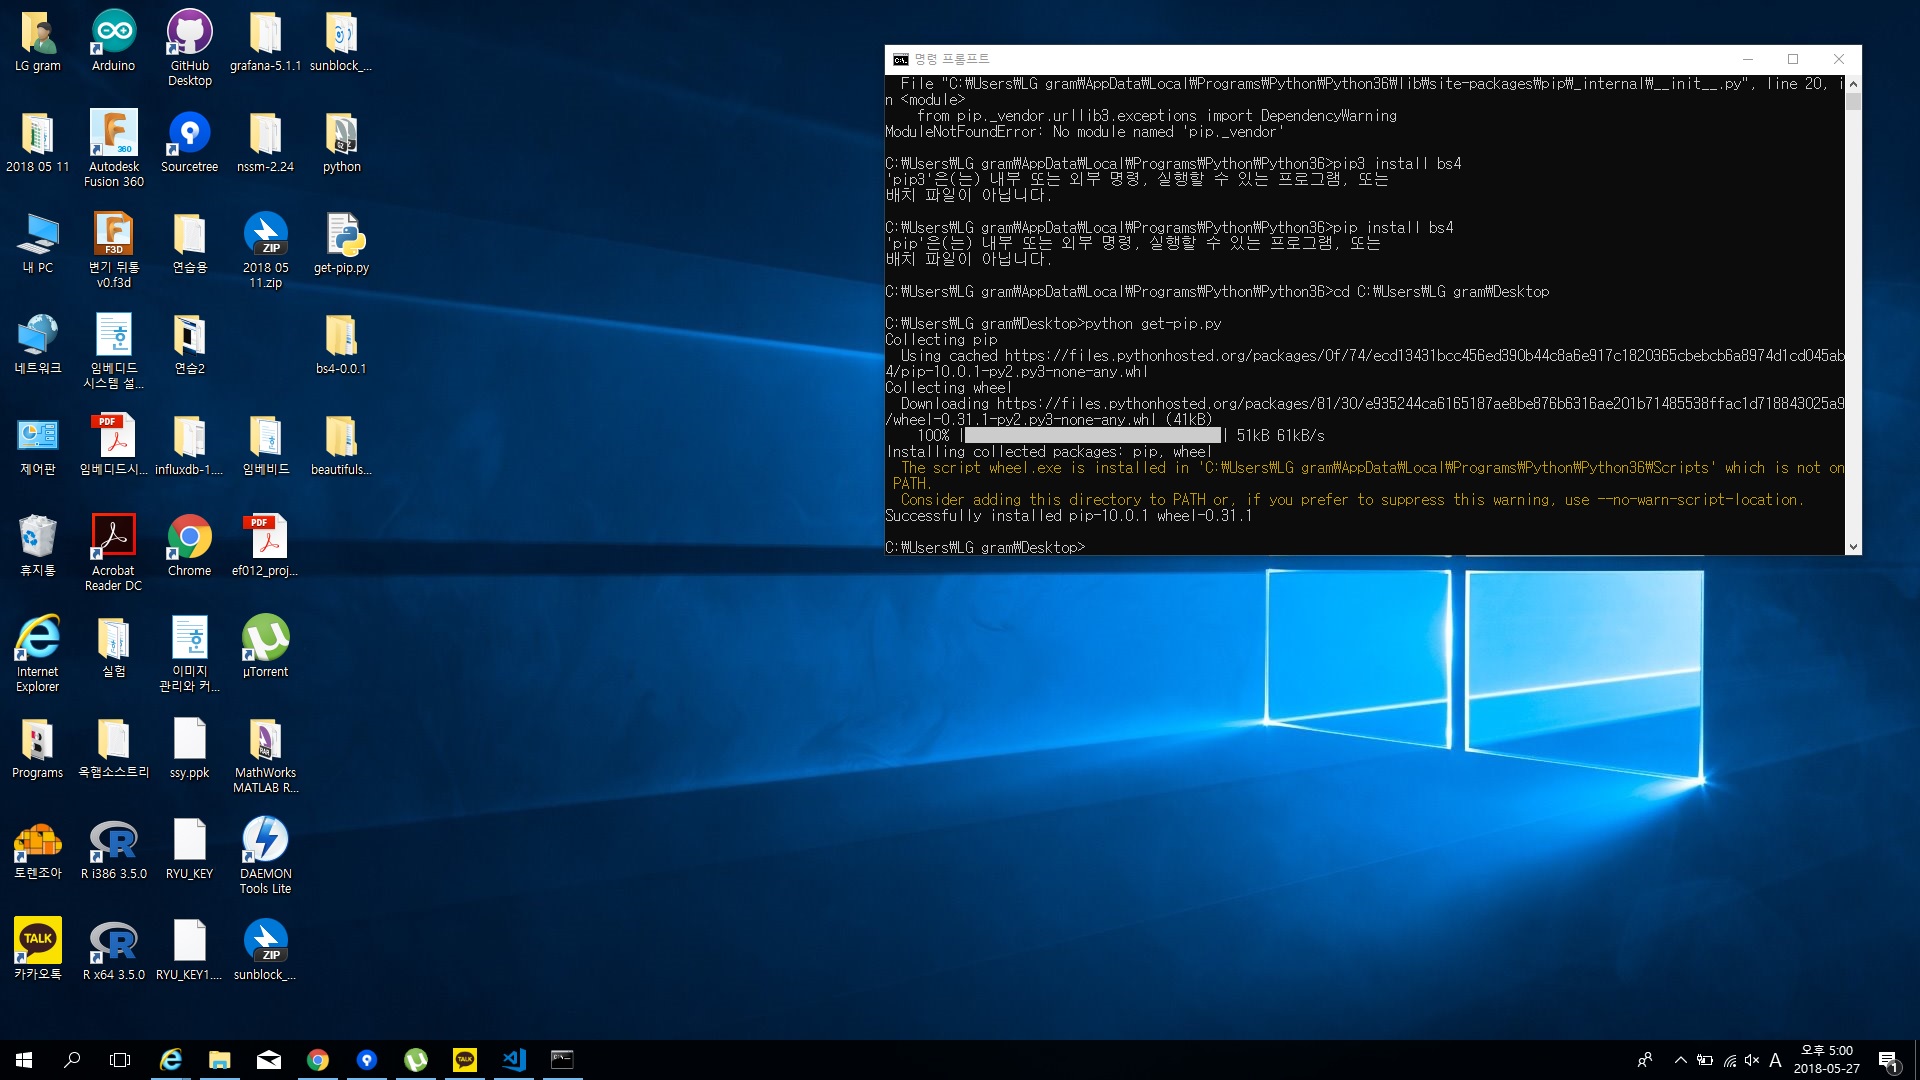 LG gram
Arduino
GitHub
Desktop
grafana-5.1.1
sunblock_...
2018 05 11
Autodesk
Fusion 360
Sourcetree
nssm-2.24
python
내 PC
변기 뒤통
v0.f3d
연습용
2018 05
11.zip
get-pip.py
네트워크
임베디드
시스템 설...
연습2
bs4-0.0.1
제어판
임베디드시...
influxdb-1....
임베비드
beautifuls...
휴지통
Acrobat
Reader DC
Chrome
ef012_proj...
Internet
Explorer
실험
이미지
관리와 커...
µTorrent
Programs
옥햄소스트리
ssy.ppk
MathWorks
MATLAB R...
토렌조아
R i386 3.5.0
RYU_KEY
DAEMON
Tools Lite
카카오톡
R x64 3.5.0
RYU_KEY1....
sunblock_...
명령 프롬프트
File "C:\Users\LG gram\AppData\Local\Programs\Python\Python36\lib\site-packages\pip\_internal\__init__.py", line 20, i
n <module>
from pip._vendor.urllib3.exceptions import DependencyWarning
ModuleNotFoundError: No module named 'pip._vendor'
C:₩Users₩LG gram₩AppData₩Local₩Programs₩Python₩Python36>pip3 install bs4
'pip3'은(는) 내부 또는 외부 명령, 실행할 수 있는 프로그램, 또는
배치 파일이 아닙니다.
C:₩Users₩LG gram₩AppData₩Local₩Programs₩Python₩Python36>pip install bs4
'pip'은(는) 내부 또는 외부 명령, 실행할 수 있는 프로그램, 또는
배치 파일이 아닙니다.
C:₩Users₩LG gram₩AppData₩Local₩Programs₩Python₩Python36>cd C:₩Users₩LG gram₩Desktop
C:₩Users₩LG gram₩Desktop>python get-pip.py
Collecting pip
Using cached https://files.pythonhosted.org/packages/0f/74/ecd13431bcc456ed390b44c8a6e917c1820365cbebcb6a8974d1cd045ab
4/pip-10.0.1-py2.py3-none-any.whl
Collecting wheel
Downloading https://files.pythonhosted.org/packages/81/30/e935244ca6165187ae8be876b6316ae201b71485538ffac1d718843025a9
/wheel-0.31.1-py2.py3-none-any.whl (41kB)
100% |████████████████████████████████| 51kB 61kB/s
Installing collected packages: pip, wheel
The script wheel.exe is installed in 'C:₩Users₩LG gram₩AppData₩Local₩Programs₩Python₩Python36₩Scripts' which is not on
PATH.
Consider adding this directory to PATH or, if you prefer to suppress this warning, use --no-warn-script-location.
Successfully installed pip-10.0.1 wheel-0.31.1
C:₩Users₩LG gram₩Desktop>
A
오후 5:00
2018-05-27
1